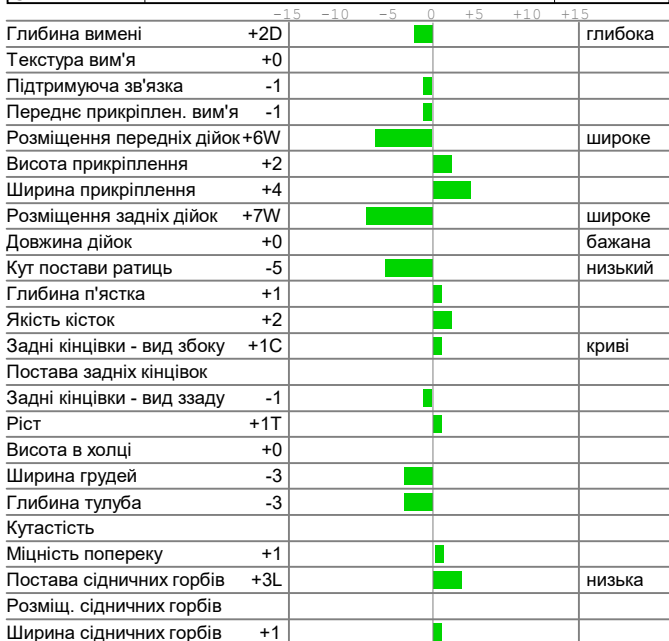 -15 -10 -5 0 +5 +10 +15
Глибина вимені +2D глибока
Текстура вим'я +0
Підтримуюча зв'язка -1
Переднє прикріплен. вим'я -1
Розміщення передніх дійок +6W широке
Висота прикріплення +2
Ширина прикріплення +4
Розміщення задніх дійок +7W широке
Довжина дійок +0 бажана
Кут постави ратиць -5 низький
Глибина п'ястка +1
Якість кісток +2
Задні кінцівки - вид збоку +1C криві
Постава задніх кінцівок
Задні кінцівки - вид ззаду -1
Ріст +1T
Висота в холці +0
Ширина грудей -3
Глибина тулуба -3
Кутастість
Міцність попереку +1
Постава сідничних горбів +3L низька
Розміщ. сідничних горбів
Ширина сідничних горбів +1